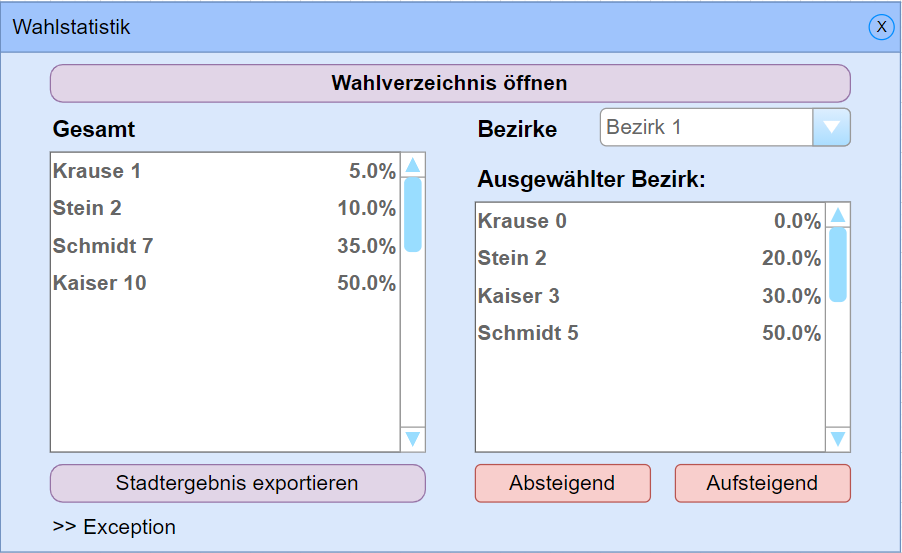 Wahlstatistik X
Wahlverzeichnis öffnen
Gesamt
Krause 1 5.0%
Stein 2 10.0%
Schmidt 7 35.0%
Kaiser 10 50.0%
Stadtergebnis exportieren
>> Exception
Bezirke Bezirk 1
Ausgewählter Bezirk:
Krause 0 0.0%
Stein 2 20.0%
Kaiser 3 30.0%
Schmidt 5 50.0%
Absteigend Aufsteigend